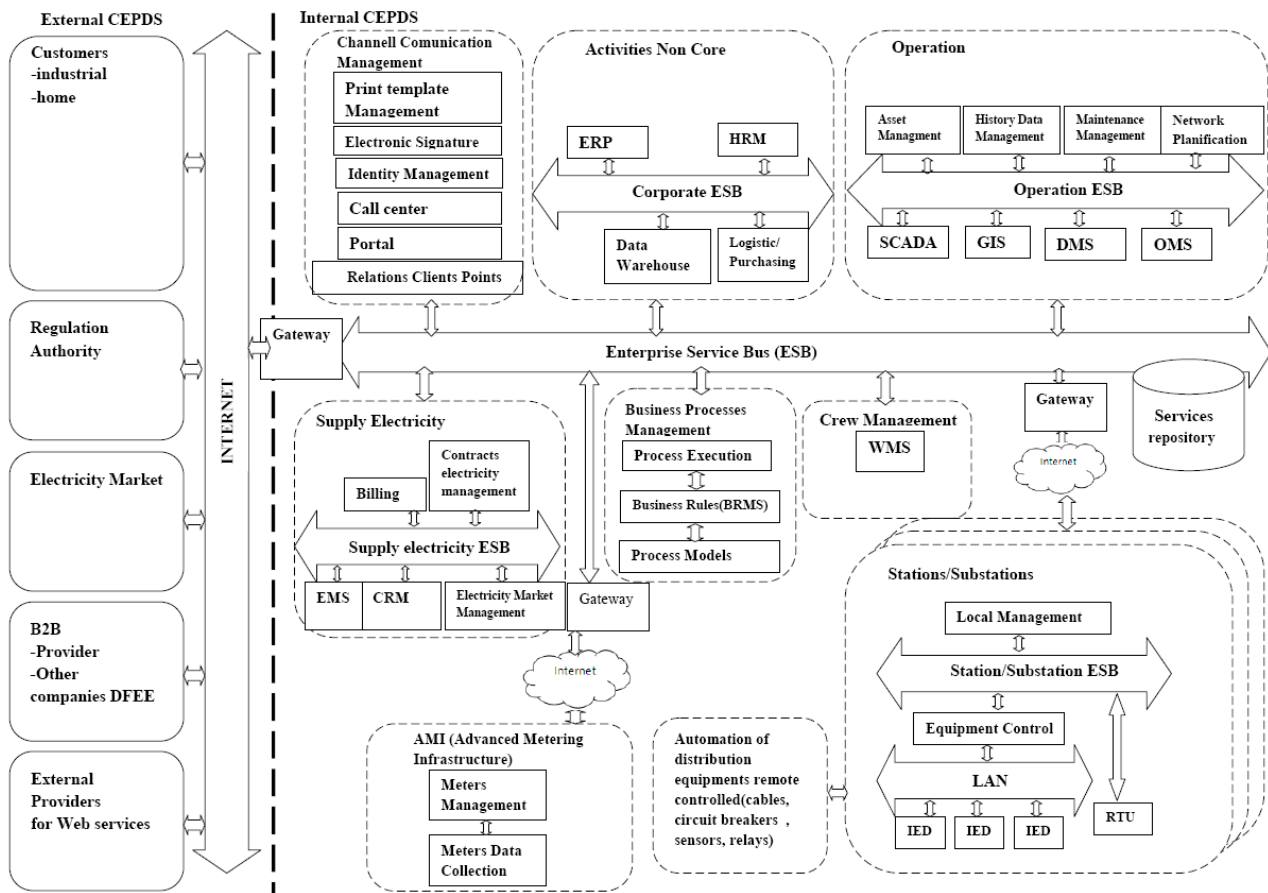 External CEPDS
Customers
-industrial
-home
Regulation
Authority
Electricity Market
B2B
-Provider
-Other
companies DFEE
External
Providers
for Web services
INTERNET
Internal CEPDS
Channell Comunication
Management
Print template
Management
Electronic Signature
Identity Management
Call center
Portal
Relations Clients Points
Activities Non Core
ERP
HRM
Corporate ESB
Data
Warehouse
Logistic/
Purchasing
Operation
Asset
Managment
History Data
Management
Maintenance
Management
Network
Planification
Operation ESB
SCADA
GIS
DMS
OMS
Gateway
Enterprise Service Bus (ESB)
Supply Electricity
Billing
Contracts
electricity
management
Supply electricity ESB
EMS
CRM
Electricity Market
Management
Gateway
Internet
Business Processes
Management
Process Execution
Business Rules(BRMS)
Process Models
Crew Management
WMS
Gateway
Internet
Services
repository
AMI (Advanced Metering
Infrastructure)
Meters
Management
Meters Data
Collection
Automation of
distribution
equipments remote
controlled(cables,
circuit breakers ,
sensors, relays)
Stations/Substations
Local Management
Station/Substation ESB
Equipment Control
LAN
IED
IED
IED
RTU